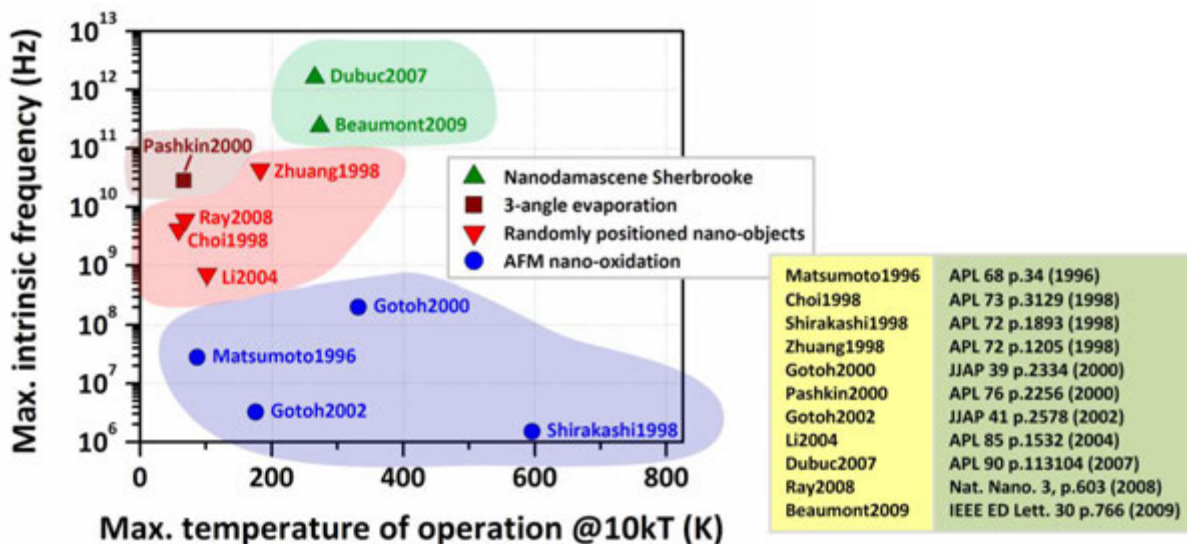 10^13
10^12
10^11
10^10
10^9
10^8
10^7
10^6
Max. intrinsic frequency (Hz)
Dubuc2007
Beaumont2009
Pashkin2000
Zhuang1998
Ray2008
Choi1998
Li2004
Gotoh2000
Matsumoto1996
Gotoh2002
Shirakashi1998
Nanodamascene Sherbrooke
3-angle evaporation
Randomly positioned nano-objects
AFM nano-oxidation
0 200 400 600 800
Max. temperature of operation @10kT (K)
Matsumoto1996 APL 68 p.34 (1996)
Choi1998 APL 73 p.3129 (1998)
Shirakashi1998 APL 72 p.1893 (1998)
Zhuang1998 APL 72 p.1205 (1998)
Gotoh2000 JJAP 39 p.2334 (2000)
Pashkin2000 APL 76 p.2256 (2000)
Gotoh2002 JJAP 41 p.2578 (2002)
Li2004 APL 85 p.1532 (2004)
Dubuc2007 APL 90 p.113104 (2007)
Ray2008 Nat. Nano. 3, p.603 (2008)
Beaumont2009 IEEE ED Lett. 30 p.766 (2009)